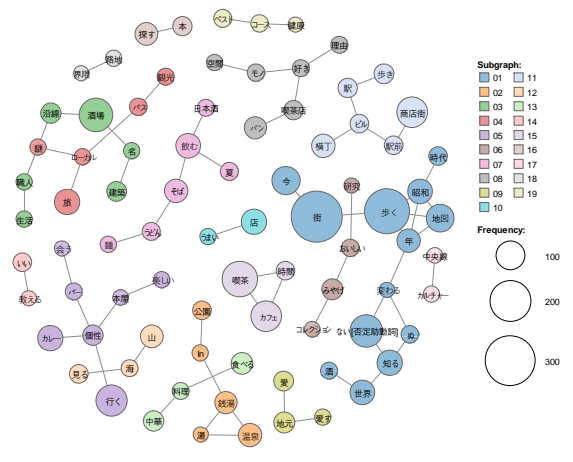 ベスト
コース
健康
本
探す
理由
路地
界隈
空間
モノ
好き
観光
駅
歩き
バス
日本酒
喫茶店
商店街
沿線
酒場
パン
ビル
謎
ローカル
名
飲む
横丁
駅前
時代
職人
夏
今
研究
昭和
旅
建築
そば
街
歩く
地図
生活
うどん
うまい
店
麺
おいしい
年
会う
中央線
いい
喫茶
時間
教える
バー
本屋
楽しい
みやげ
変わる
カルチャー
カフェ
公園
コレクション
ない[否定助動詞]
ぬ
カレー
個性
山
In
食べる
知る
見る
海
料理
愛
酒
世界
行く
銭湯
中華
湯
温泉
地元
愛す
Subgraph:
01
02
03
04
05
06
07
08
09
10
11
12
13
14
15
16
17
18
19
Frequency:
100
200
300